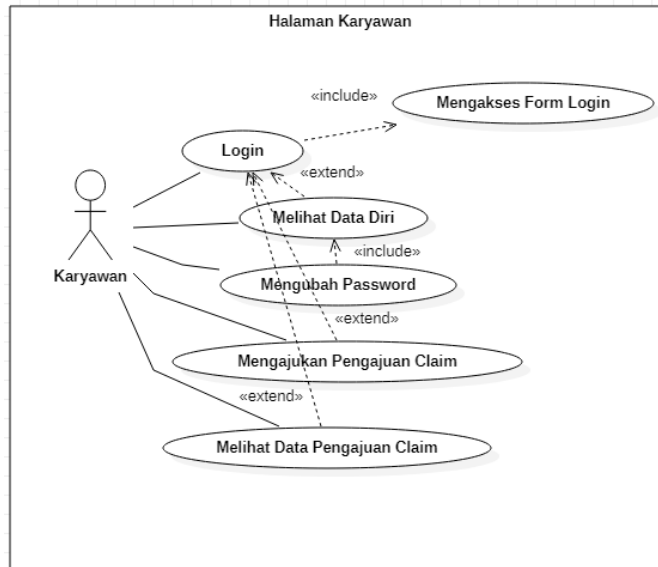 Halaman Karyawan
«include»
Mengakses Form Login
Login
«extend»
Melihat Data Diri
Karyawan
«include»
Mengubah Password
«extend»
Mengajukan Pengajuan Claim
«extend»
Melihat Data Pengajuan Claim